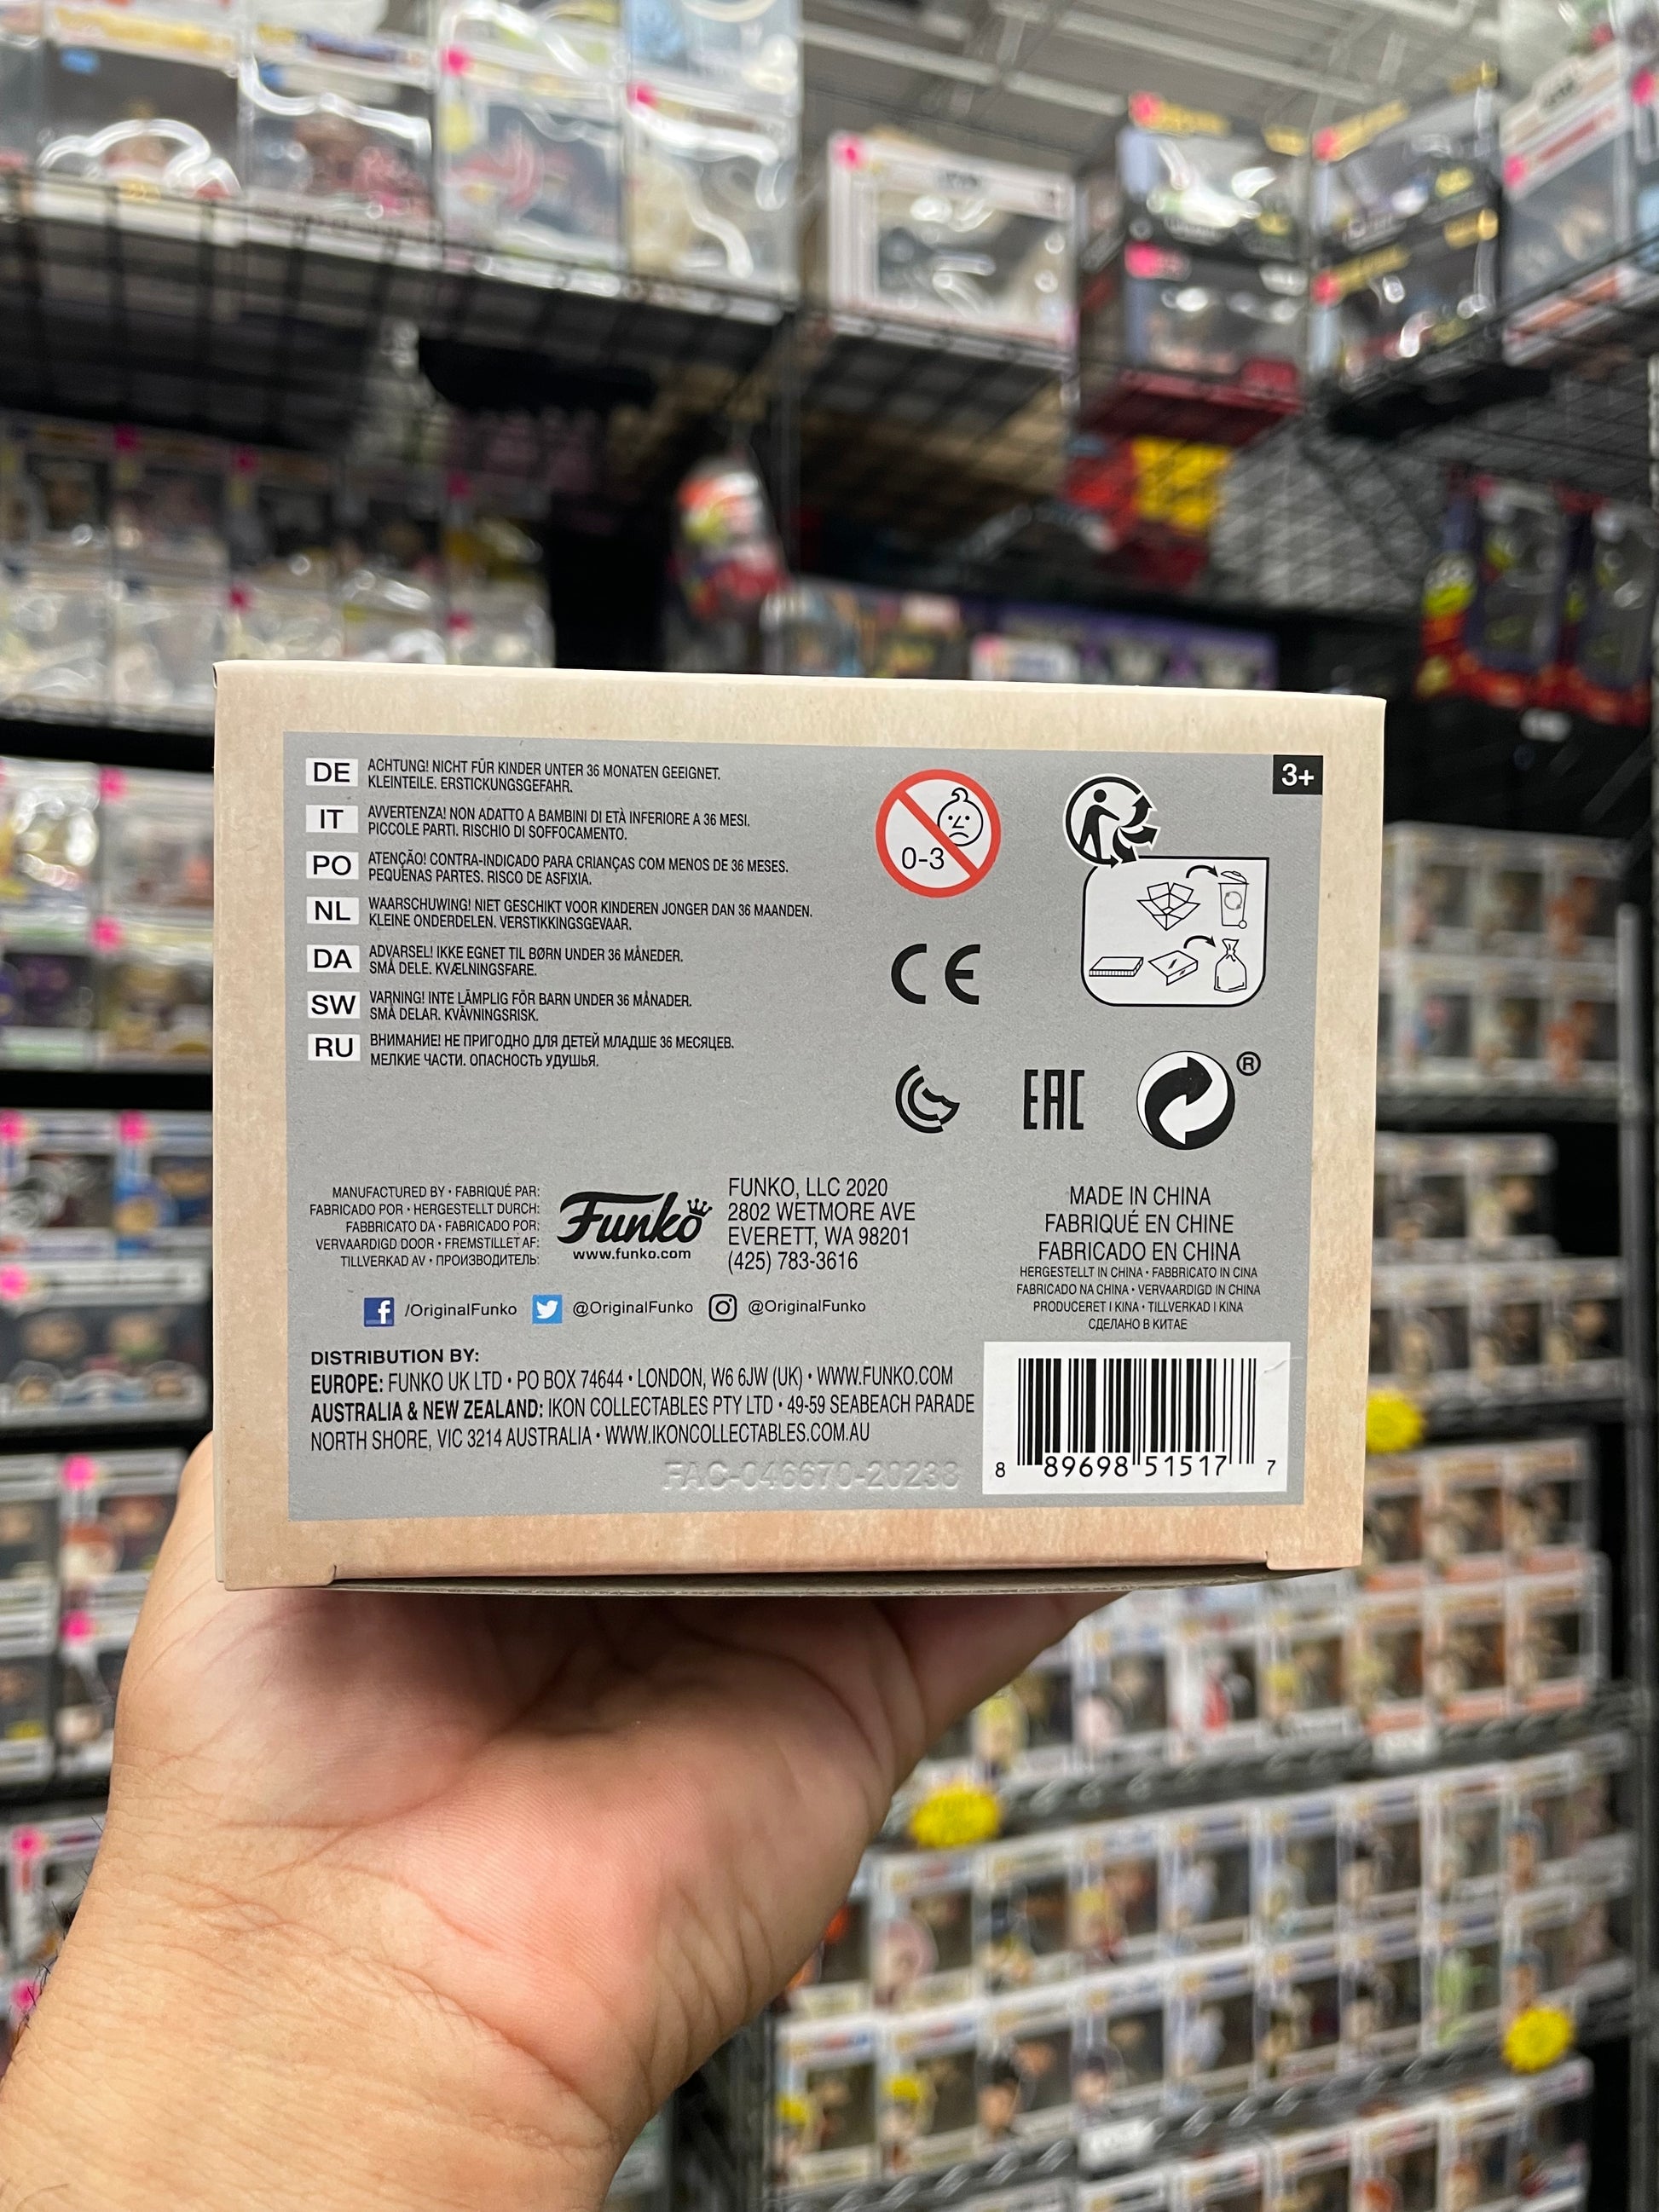 DE ACHTUNG! NICHT FÜR KINDER UNTER 36 MONATEN GEEIGNET.
KLEINTEILE. ERSTICKUNGSGEFAHR.
IT AVVERTENZA! NON ADATTO A BAMBINI DI ETÀ INFERIORE A 36 MESI.
PICCOLE PARTI. RISCHIO DI SOFFOCAMENTO.
PO ATENÇÃO! CONTRA-INDICADO PARA CRIANÇAS COM MENOS DE 36 MESES.
PEQUENAS PARTES. RISCO DE ASFIXIA.
NL WAARSCHUWING! NIET GESCHIKT VOOR KINDEREN JONGER DAN 36 MAANDEN.
KLEINE ONDERDELEN. VERSTIKKINGSGEVAAR.
DA ADVARSEL! IKKE EGNET TIL BØRN UNDER 36 MÅNEDER.
SMÅ DELE. KVÆLNINGSFARE.
SW VARNING! INTE LÄMPLIG FÖR BARN UNDER 36 MÅNADER.
SMÅ DELAR. KVÄVNINGSRISK.
RU ВНИМАНИЕ! НЕ ПРИГОДНО ДЛЯ ДЕТЕЙ МЛАДШЕ 36 МЕСЯЦЕВ.
МЕЛКИЕ ЧАСТИ. ОПАСНОСТЬ УДУШЬЯ.
0-3
3+
CE
EAC
®
MANUFACTURED BY • FABRIQUÉ PAR:
FABRICADO POR • HERGESTELLT DURCH:
FABBRICATO DA • FABRICADO POR:
VERVAARDIGD DOOR • FREMSTILLET AF:
TILLVERKAD AV • ПРОИЗВОДИТЕЛЬ:
Funko
www.funko.com
FUNKO, LLC 2020
2802 WETMORE AVE
EVERETT, WA 98201
(425) 783-3616
MADE IN CHINA
FABRIQUÉ EN CHINE
FABRICADO EN CHINA
HERGESTELLT IN CHINA • FABBRICATO IN CINA
FABRICADO NA CHINA • VERVAARDIGD IN CHINA
PRODUCERET I KINA • TILLVERKAD I KINA
СДЕЛАНО В КИТАЕ
/OriginalFunko @OriginalFunko @OriginalFunko
DISTRIBUTION BY:
EUROPE: FUNKO UK LTD • PO BOX 74644 • LONDON, W6 6JW (UK) • WWW.FUNKO.COM
AUSTRALIA & NEW ZEALAND: IKON COLLECTABLES PTY LTD • 49-59 SEABEACH PARADE
NORTH SHORE, VIC 3214 AUSTRALIA • WWW.IKONCOLLECTABLES.COM.AU
FAC-046670-20238
8 89698 51517 7